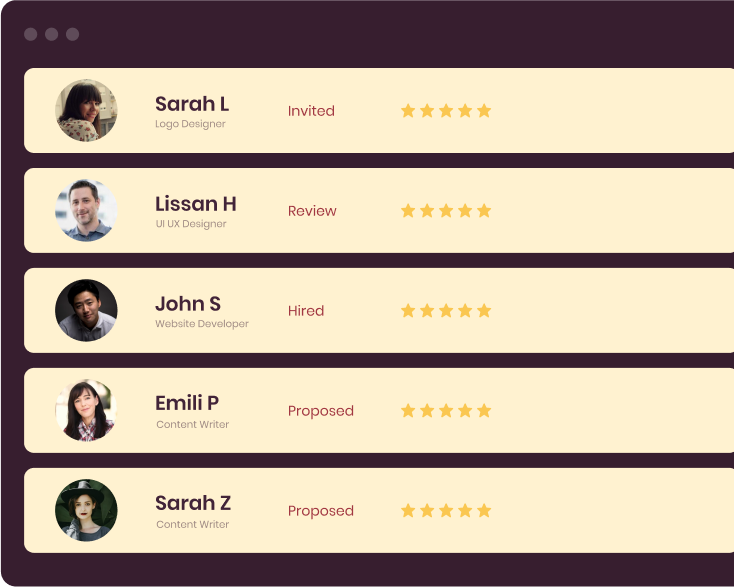 Sarah L
Logo Designer
Invited
Lissan H
UI UX Designer
Review
John S
Website Developer
Hired
Emili P
Content Writer
Proposed
Sarah Z
Content Writer
Proposed